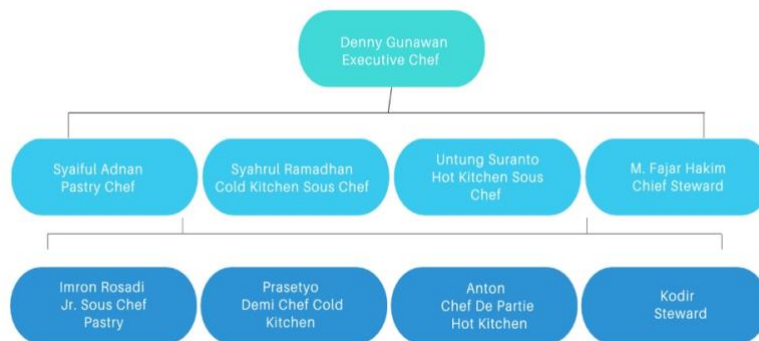 Denny Gunawan
Executive Chef
Syaiful Adnan
Pastry Chef
Syahrul Ramadhan
Cold Kitchen Sous Chef
Untung Suranto
Hot Kitchen Sous
Chef
M. Fajar Hakim
Chief Steward
Imron Rosadi
Jr. Sous Chef
Pastry
Prasetyo
Demi Chef Cold
Kitchen
Anton
Chef De Partie
Hot Kitchen
Kodir
Steward